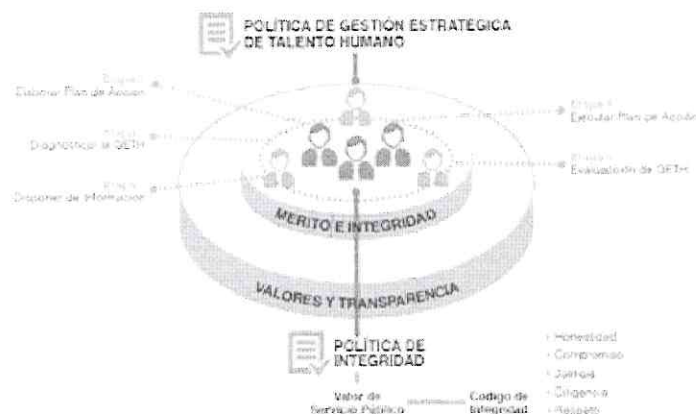 POLÍTICA DE GESTIÓN ESTRATÉGICA
DE TALENTO HUMANO
Elaborar Plan de Acción
Diagnosticar la GETH
Disponer de Información
Ejecutar Plan de Acción
Evaluación de GETH
MERITO E INTEGRIDAD
VALORES Y TRANSPARENCIA
POLÍTICA DE
INTEGRIDAD
Valor de
Servicio Público
Codigo de
Integridad
› Honestidad
› Compromiso
› Justicia
› Diligencia
› Respeto